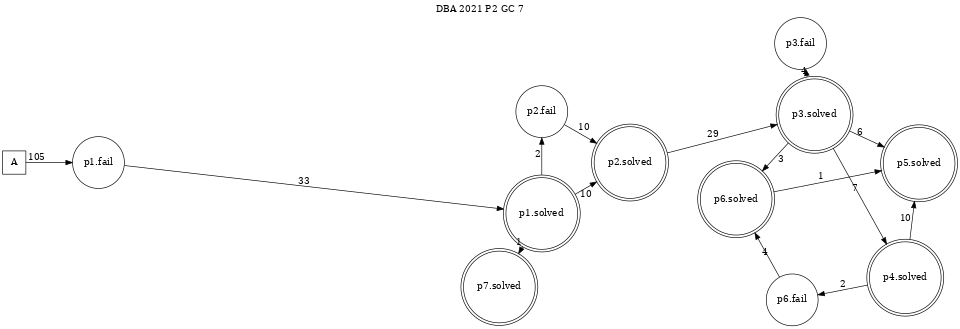 DBA 2021 P2 GC 7
A
105
p1.fail
33
p1.solved
2
p2.fail
10
10
p2.solved
1
p7.solved
29
p3.fail
p3.solved
6
3
7
p5.solved
p6.solved
1
10
4
p4.solved
2
p6.fail